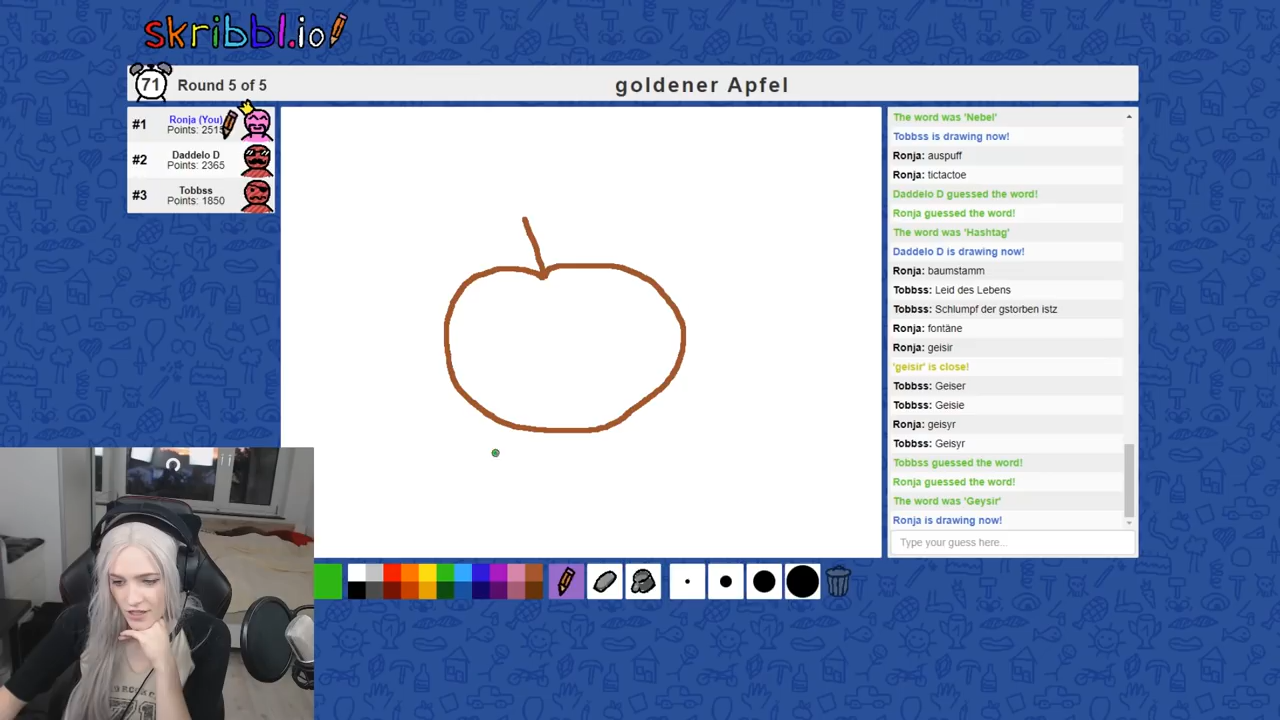 skribbl.io
71
Round 5 of 5
goldener Apfel
#1
Ronja (You)
Points: 2515
#2
Daddelo D
Points: 2365
#3
Tobbss
Points: 1850
The word was 'Nebel'
Tobbss is drawing now!
Ronja: auspuff
Ronja: tictactoe
Daddelo D guessed the word!
Ronja guessed the word!
The word was 'Hashtag'
Daddelo D is drawing now!
Ronja: baumstamm
Tobbss: Leid des Lebens
Tobbss: Schlumpf der gstorben istz
Ronja: fontäne
Ronja: geisir
'geisir' is close!
Tobbss: Geiser
Tobbss: Geisie
Ronja: geisyr
Tobbss: Geisyr
Tobbss guessed the word!
Ronja guessed the word!
The word was 'Geysir'
Ronja is drawing now!
Type your guess here...